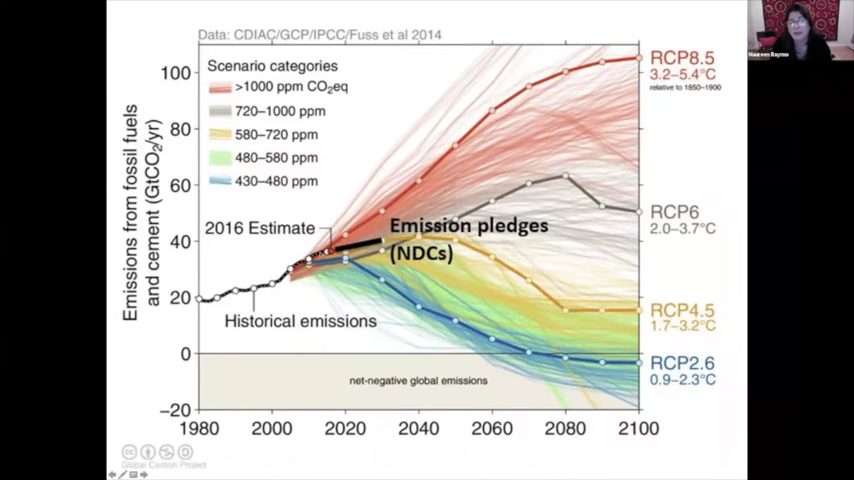 Data: CDIAC/GCP/IPCC/Fuss et al 2014
Maureen Raymo
Scenario categories
>1000 ppm CO2eq
720–1000 ppm
580–720 ppm
480–580 ppm
430–480 ppm
RCP8.5
3.2–5.4°C
relative to 1850–1900
Emissions from fossil fuels
and cement (GtCO2/yr)
100
80
60
40
20
0
−20
2016 Estimate
Emission pledges
(NDCs)
RCP6
2.0–3.7°C
Historical emissions
RCP4.5
1.7–3.2°C
RCP2.6
0.9–2.3°C
net-negative global emissions
1980
2000
2020
2040
2060
2080
2100
Global Carbon Project